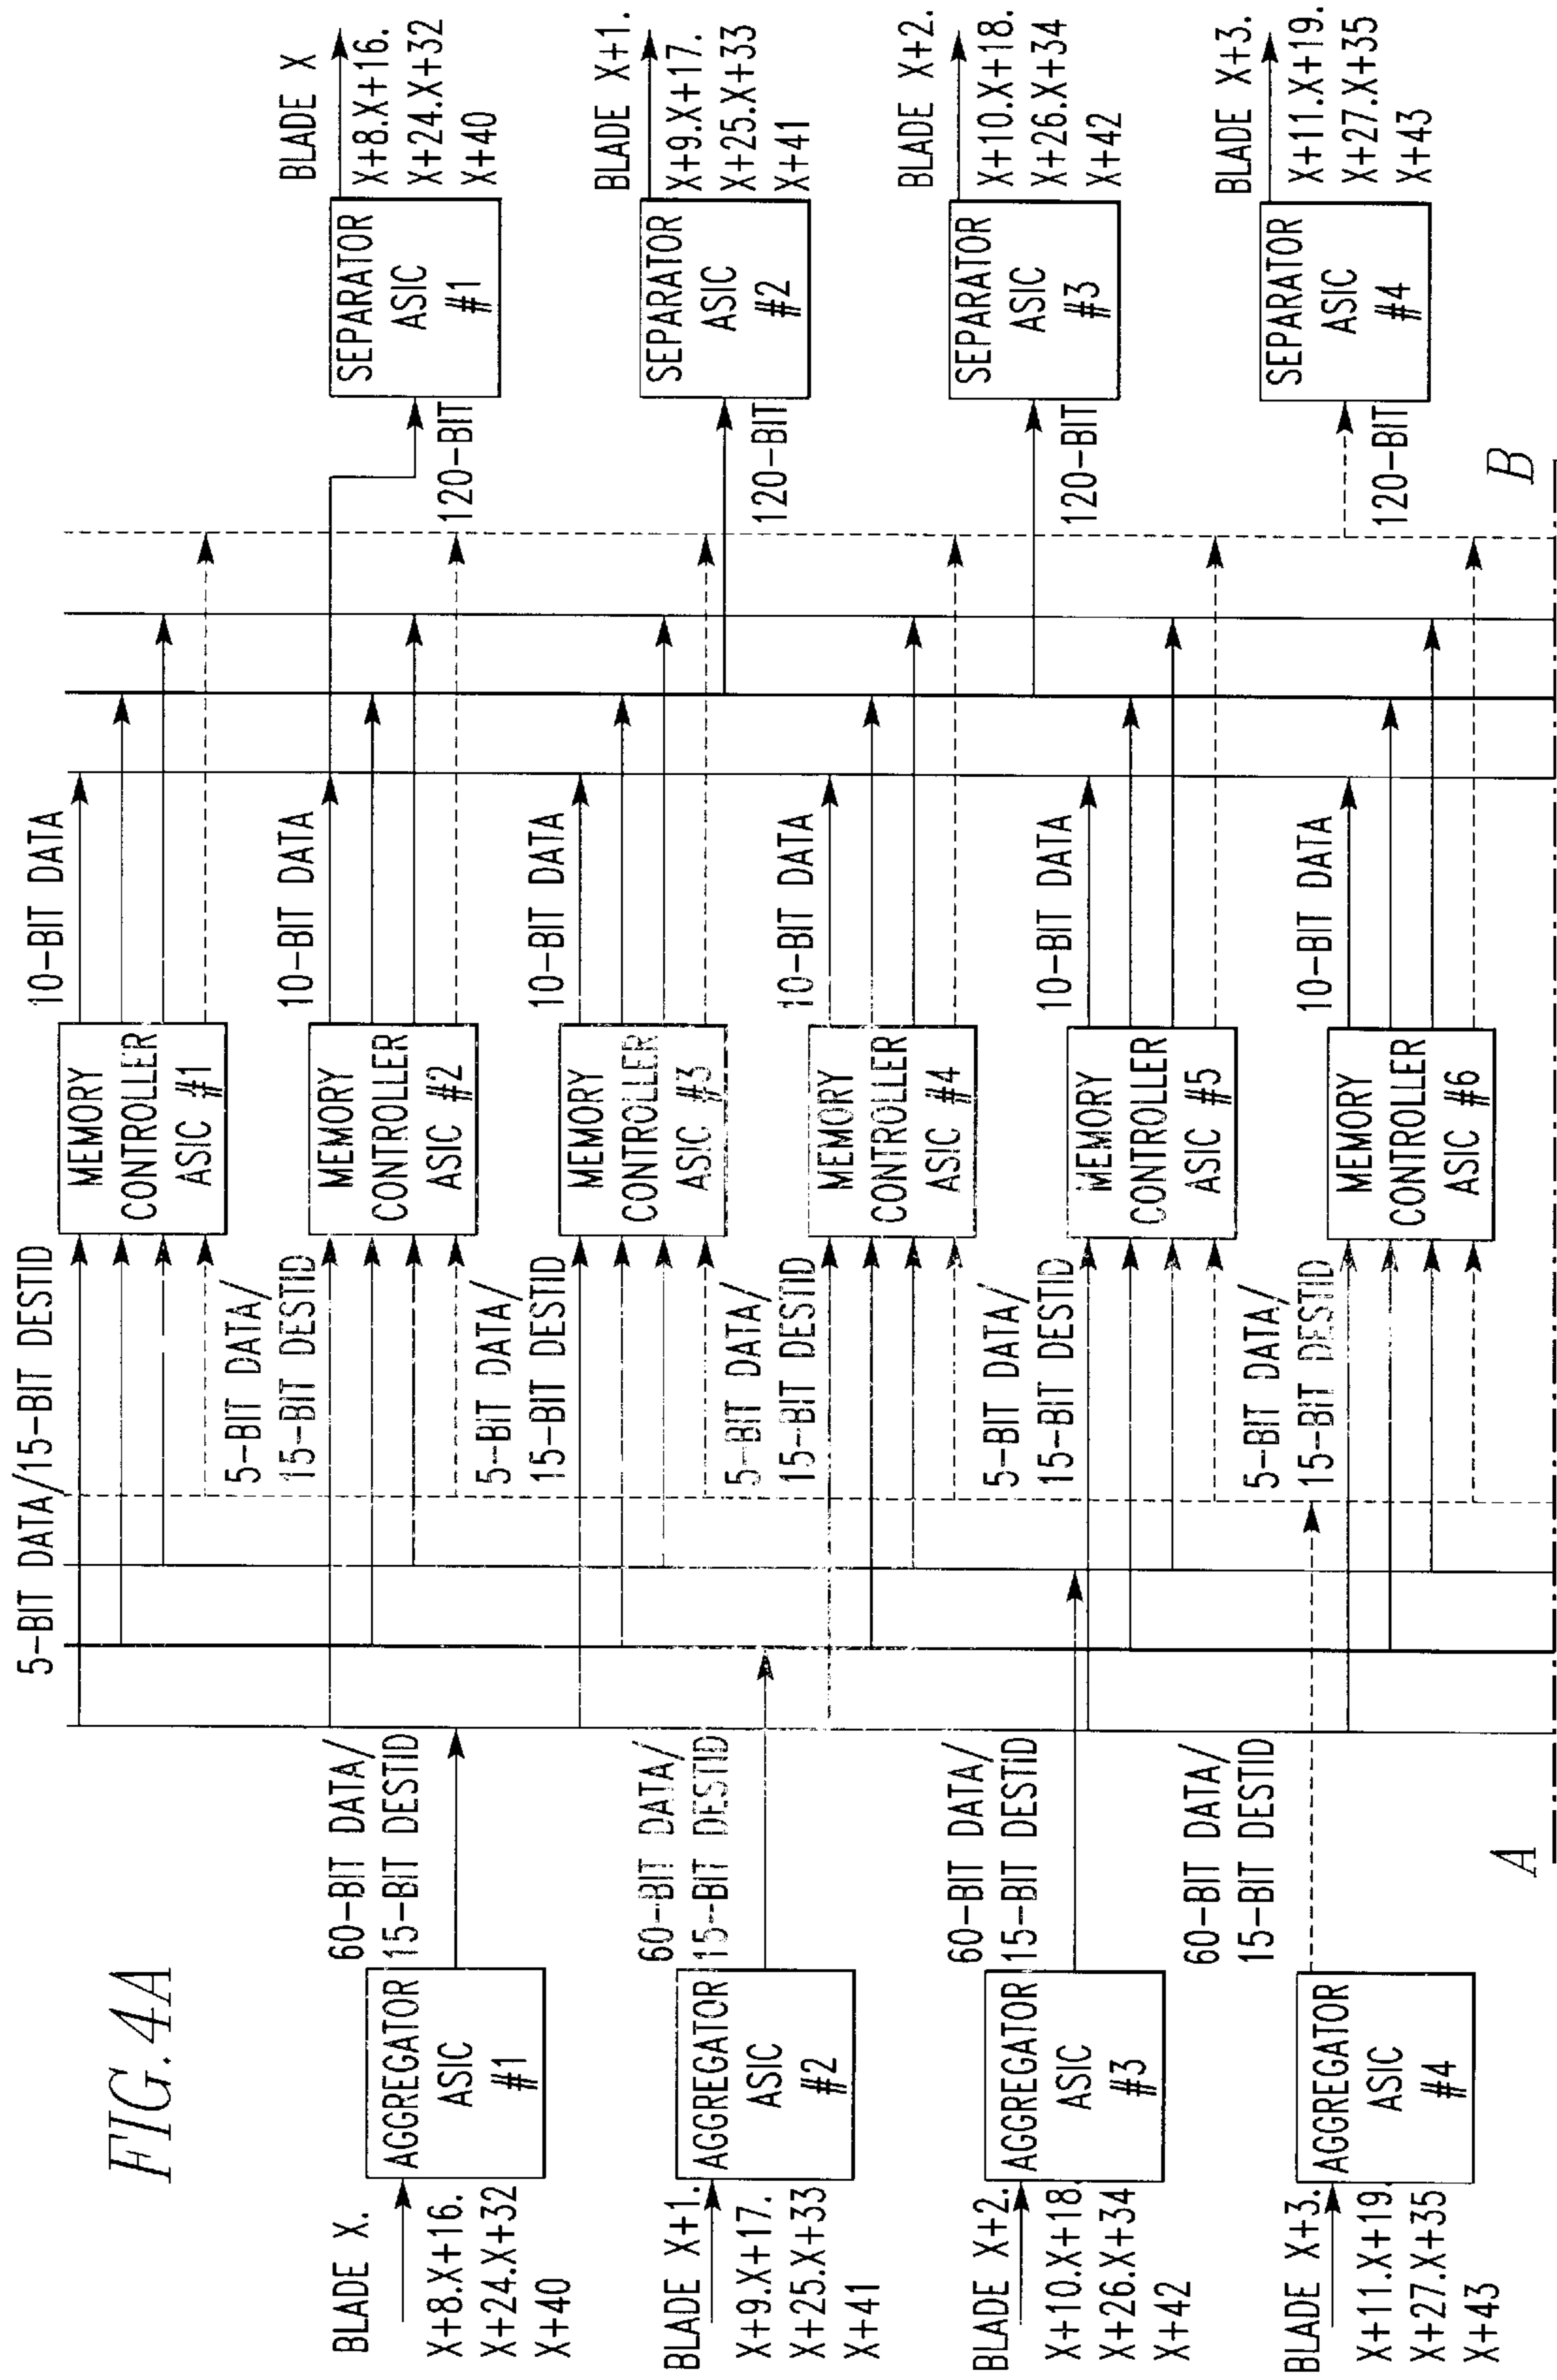 FIG. 4A
BLADE X.
X+8.X+16.
X+24.X+32
X+40
AGGREGATOR
ASIC
#1
60-BIT DATA/
15-BIT DESTID
BLADE X+1.
X+9.X+17.
X+25.X+33
X+41
AGGREGATOR
ASIC
#2
60-BIT DATA/
15-BIT DESTID
BLADE X+2.
X+10.X+18.
X+26.X+34
X+42
AGGREGATOR
ASIC
#3
60-BIT DATA/
15-BIT DESTID
BLADE X+3.
X+11.X+19.
X+27.X+35
X+43
AGGREGATOR
ASIC
#4
60-BIT DATA/
15-BIT DESTID
A
5-BIT DATA/15-BIT DESTID
MEMORY
CONTROLLER
ASIC #1
10-BIT DATA
5-BIT DATA/
15-BIT DESTID
MEMORY
CONTROLLER
ASIC #2
10-BIT DATA
5-BIT DATA/
15-BIT DESTID
MEMORY
CONTROLLER
ASIC #3
10-BIT DATA
5-BIT DATA/
15-BIT DESTID
MEMORY
CONTROLLER
ASIC #4
10-BIT DATA
5-BIT DATA/
15-BIT DESTID
MEMORY
CONTROLLER
ASIC #5
10-BIT DATA
5-BIT DATA/
15-BIT DESTID
MEMORY
CONTROLLER
ASIC #6
10-BIT DATA
120-BIT
SEPARATOR
ASIC
#1
BLADE X
X+8.X+16.
X+24.X+32
X+40
120-BIT
SEPARATOR
ASIC
#2
BLADE X+1.
X+9.X+17.
X+25.X+33
X+41
120-BIT
SEPARATOR
ASIC
#3
BLADE X+2.
X+10.X+18.
X+26.X+34
X+42
120-BIT
SEPARATOR
ASIC
#4
BLADE X+3.
X+11.X+19.
X+27.X+35
X+43
B